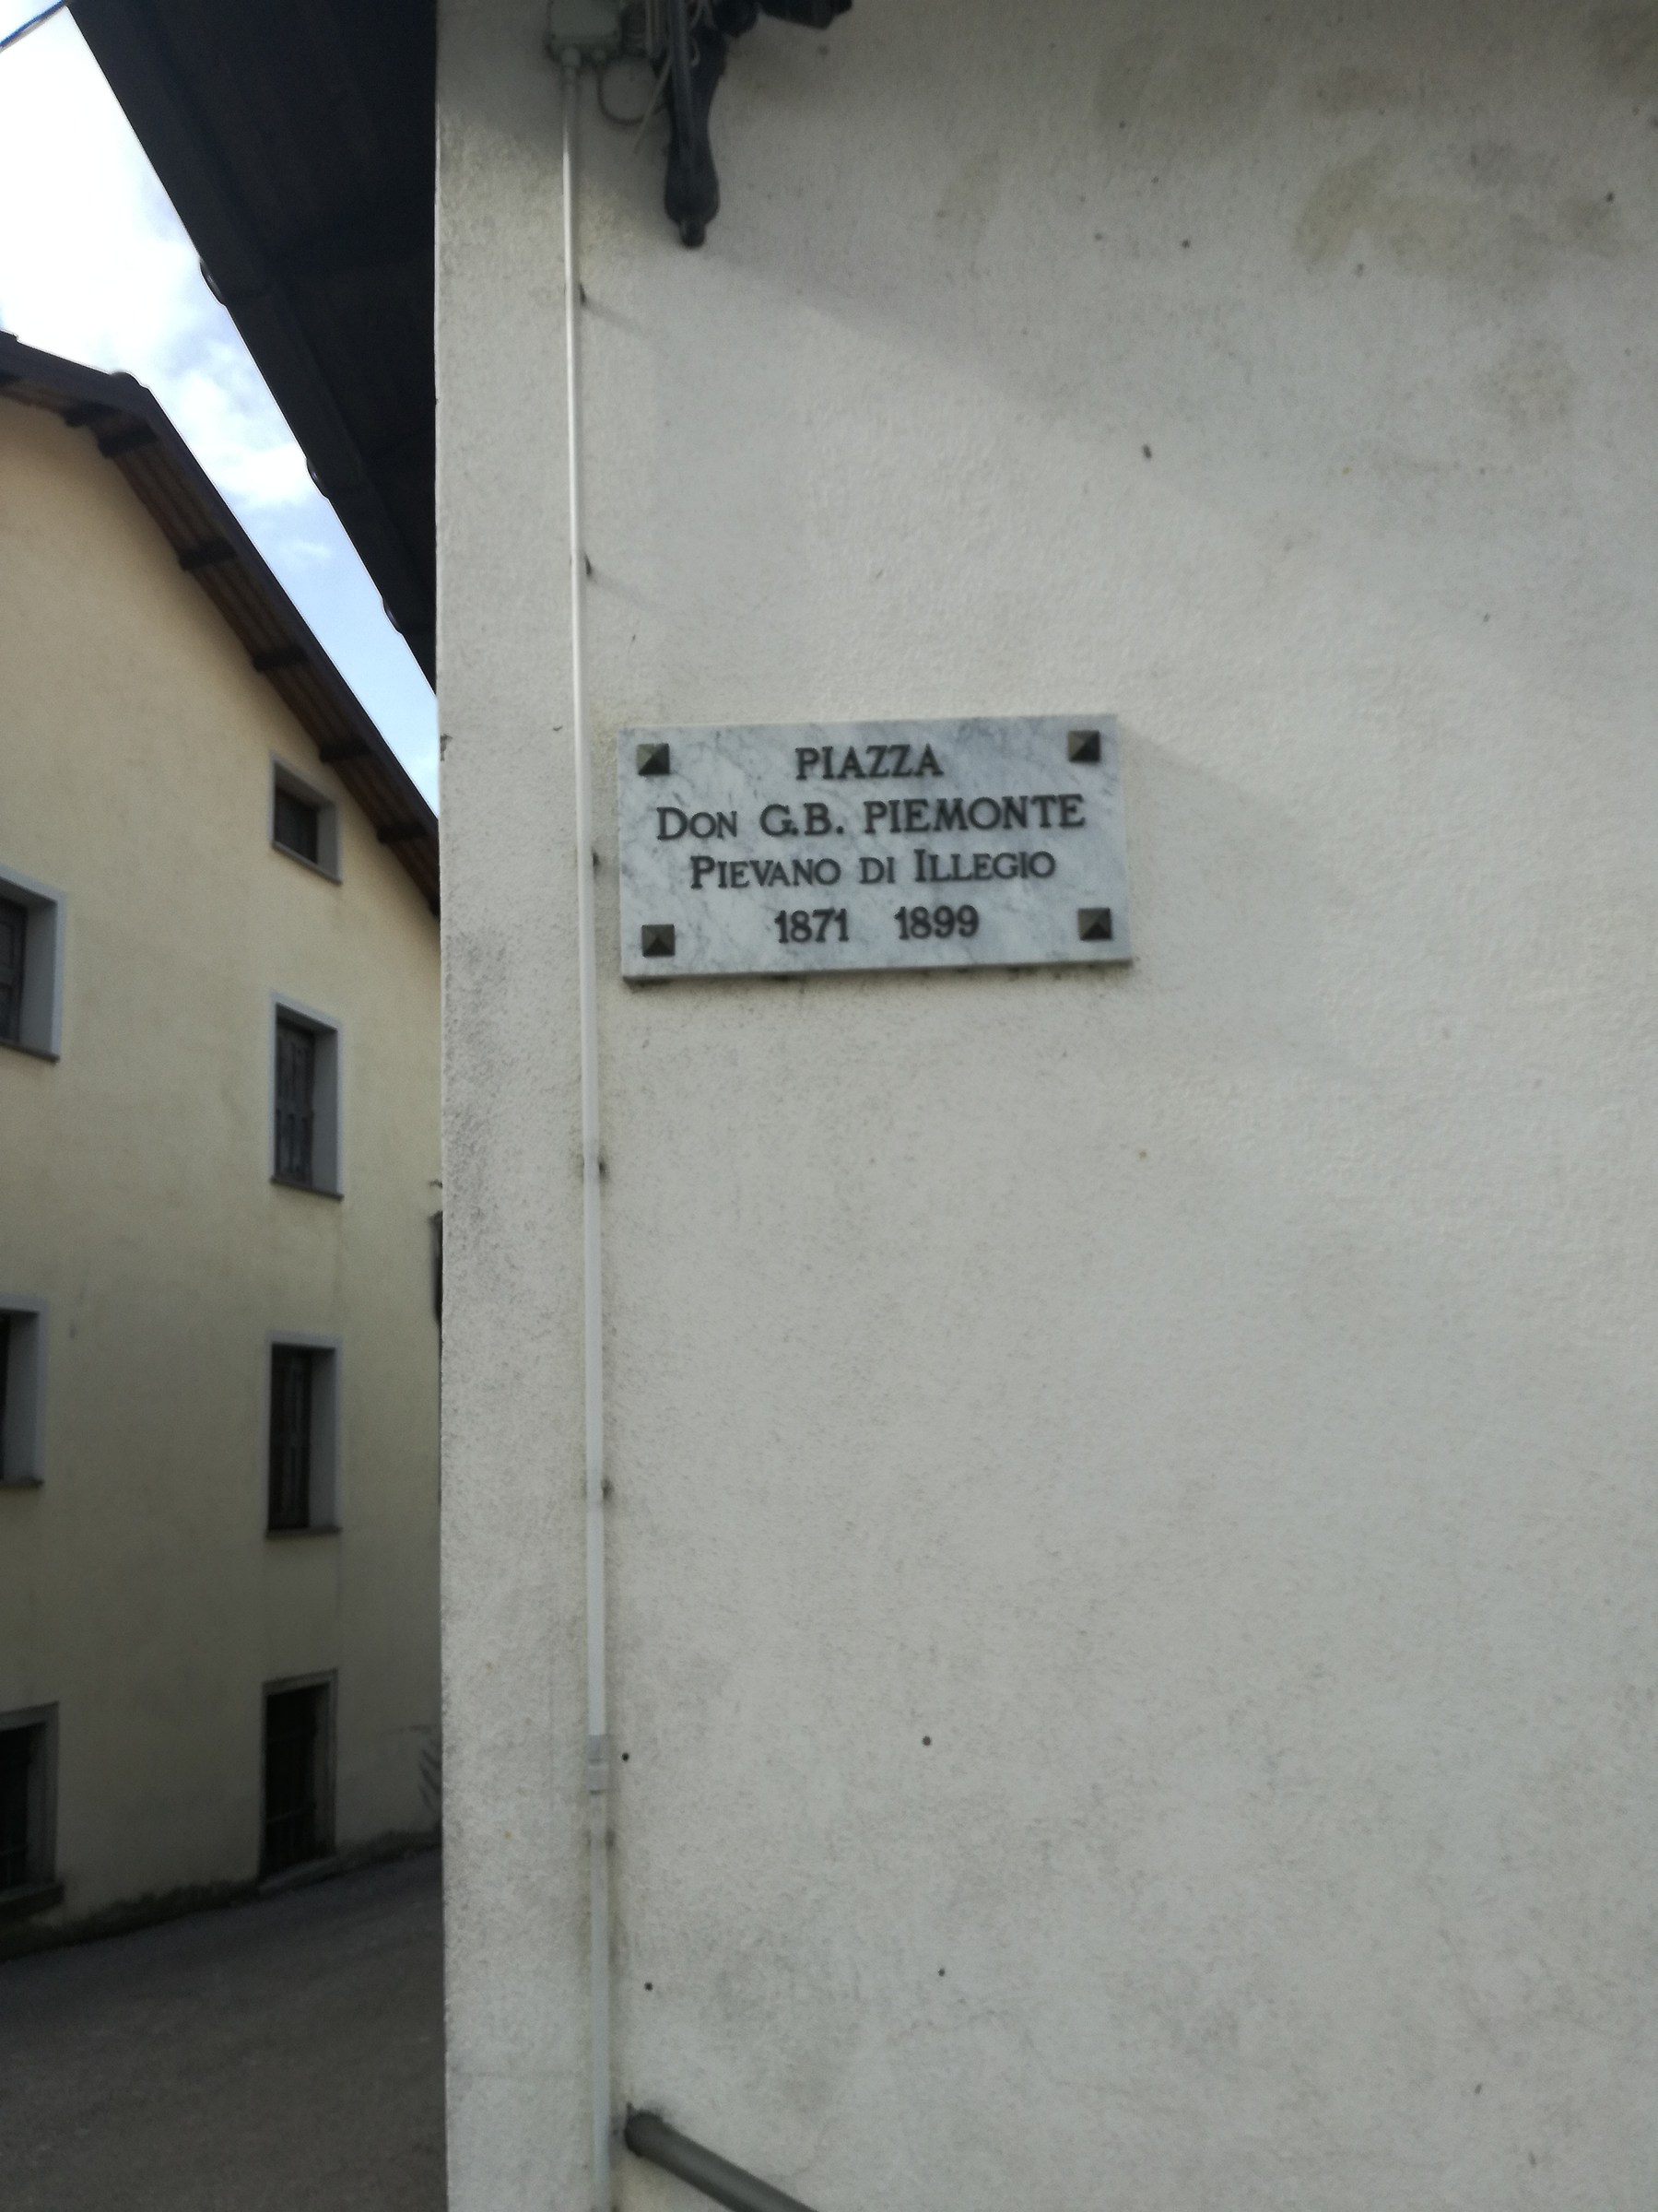 PIAZZA
DON G.B. PIEMONTE
PIEVANO DI ILLEGIO
1871 1899